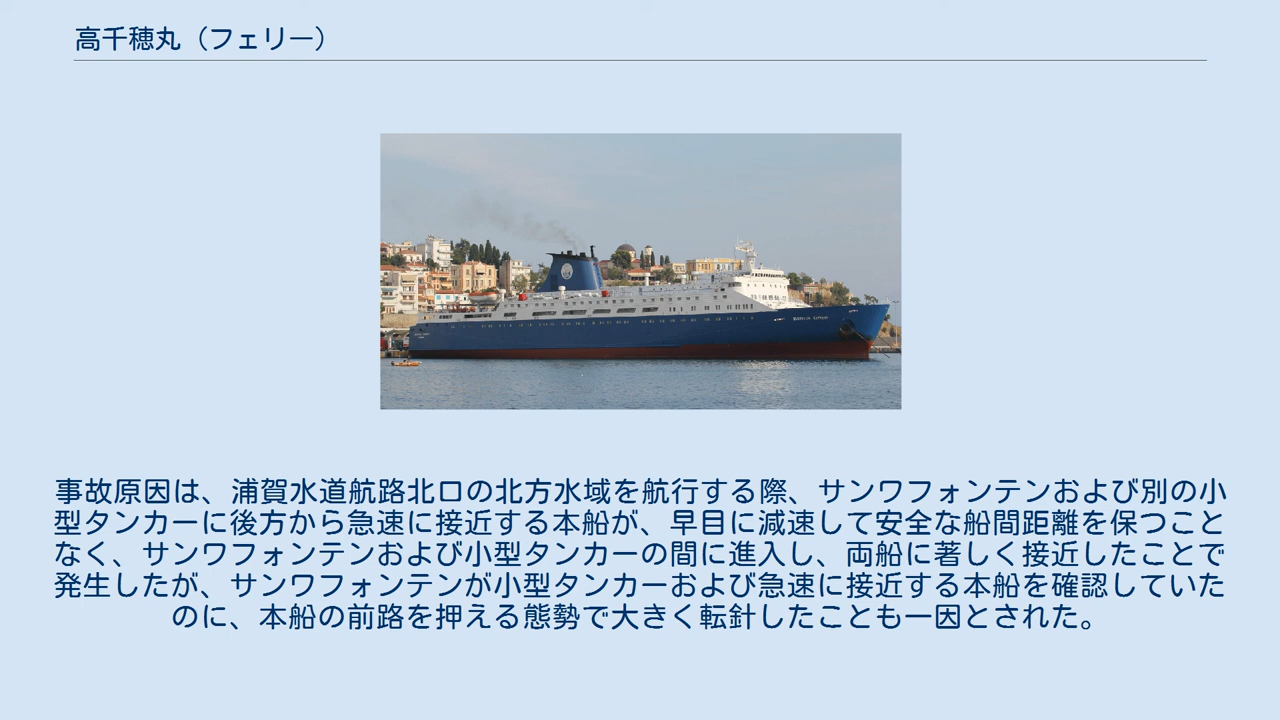 高千穂丸（フェリー）
事故原因は、浦賀水道航路北口の北方水域を航行する際、サンワフォンテンおよび別の小
型タンカーに後方から急速に接近する本船が、早目に減速して安全な船間距離を保つこと
なく、サンワフォンテンおよび小型タンカーの間に進入し、両船に著しく接近したことで
発生したが、サンワフォンテンが小型タンカーおよび急速に接近する本船を確認していた
のに、本船の前路を押える態勢で大きく転針したことも一因とされた。